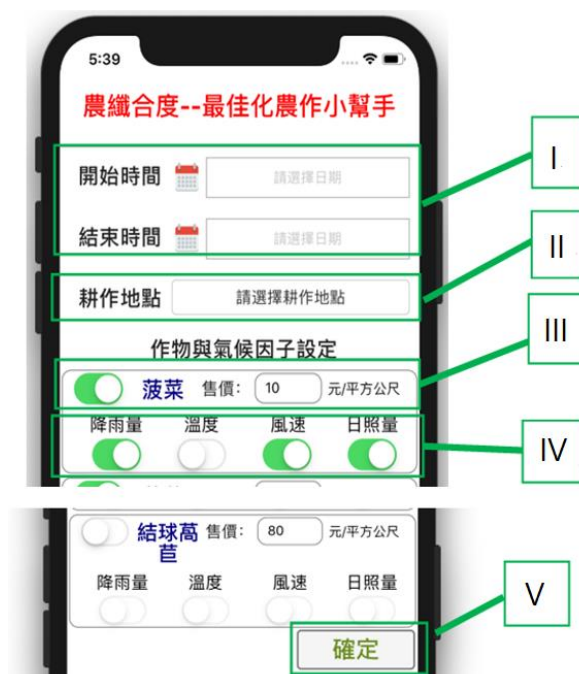 5:39
農纖合度--最佳化農作小幫手
開始時間 請選擇日期
I
結束時間 請選擇日期
II
耕作地點 請選擇耕作地點
III
作物與氣候因子設定
菠菜 售價: 10 元/平方公尺
降雨量 溫度 風速 日照量
IV
結球萵苣 售價: 80 元/平方公尺
降雨量 溫度 風速 日照量
V
確定